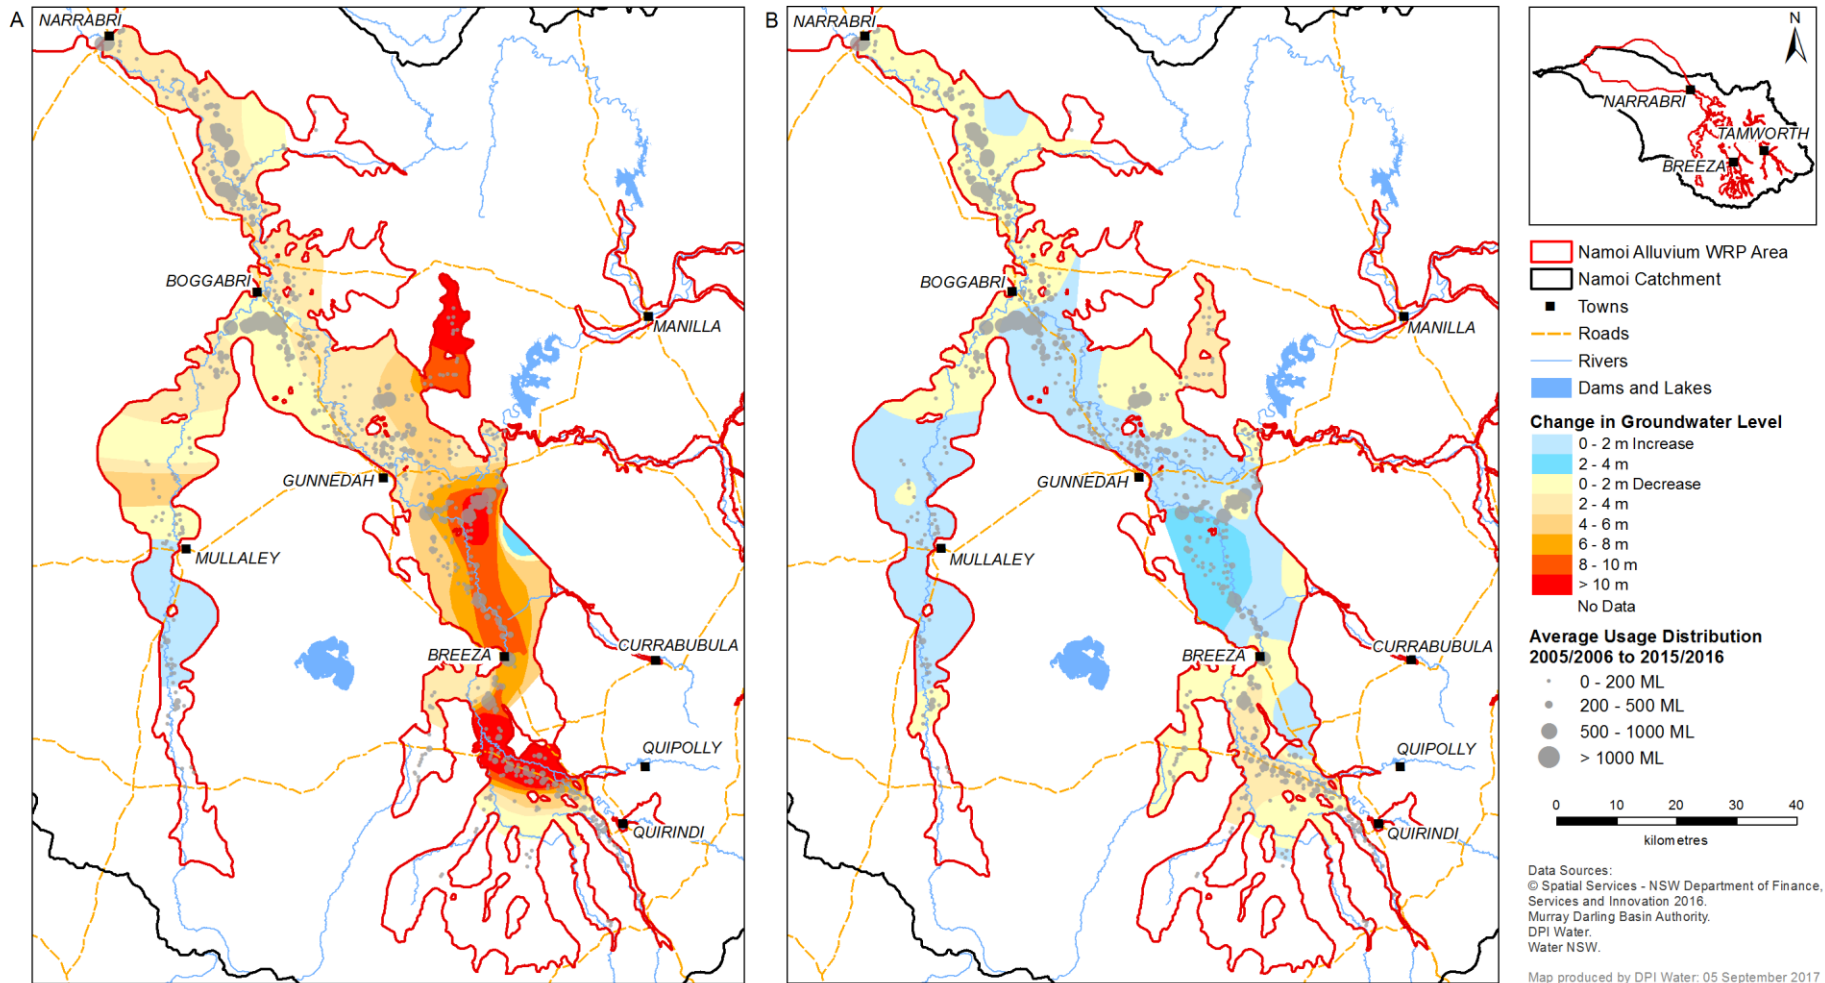 A
NARRABRI
BOGGABRI
MANILLA
GUNNEDAH
MULLALEY
BREEZA
CURRABUBULA
QUIPOLLY
QUIRINDI
B
NARRABRI
BOGGABRI
MANILLA
GUNNEDAH
MULLALEY
BREEZA
CURRABUBULA
QUIPOLLY
QUIRINDI
N
NARRABRI
TAMWORTH
BREEZA
Namoi Alluvium WRP Area
Namoi Catchment
Towns
Roads
Rivers
Dams and Lakes
Change in Groundwater Level
0 - 2 m Increase
2 - 4 m
0 - 2 m Decrease
2 - 4 m
4 - 6 m
6 - 8 m
8 - 10 m
> 10 m
No Data
Average Usage Distribution
2005/2006 to 2015/2016
0 - 200 ML
200 - 500 ML
500 - 1000 ML
> 1000 ML
0 10 20 30 40
kilometres
Data Sources:
© Spatial Services - NSW Department of Finance,
Services and Innovation 2016.
Murray Darling Basin Authority.
DPI Water.
Water NSW.
Map produced by DPI Water: 05 September 2017